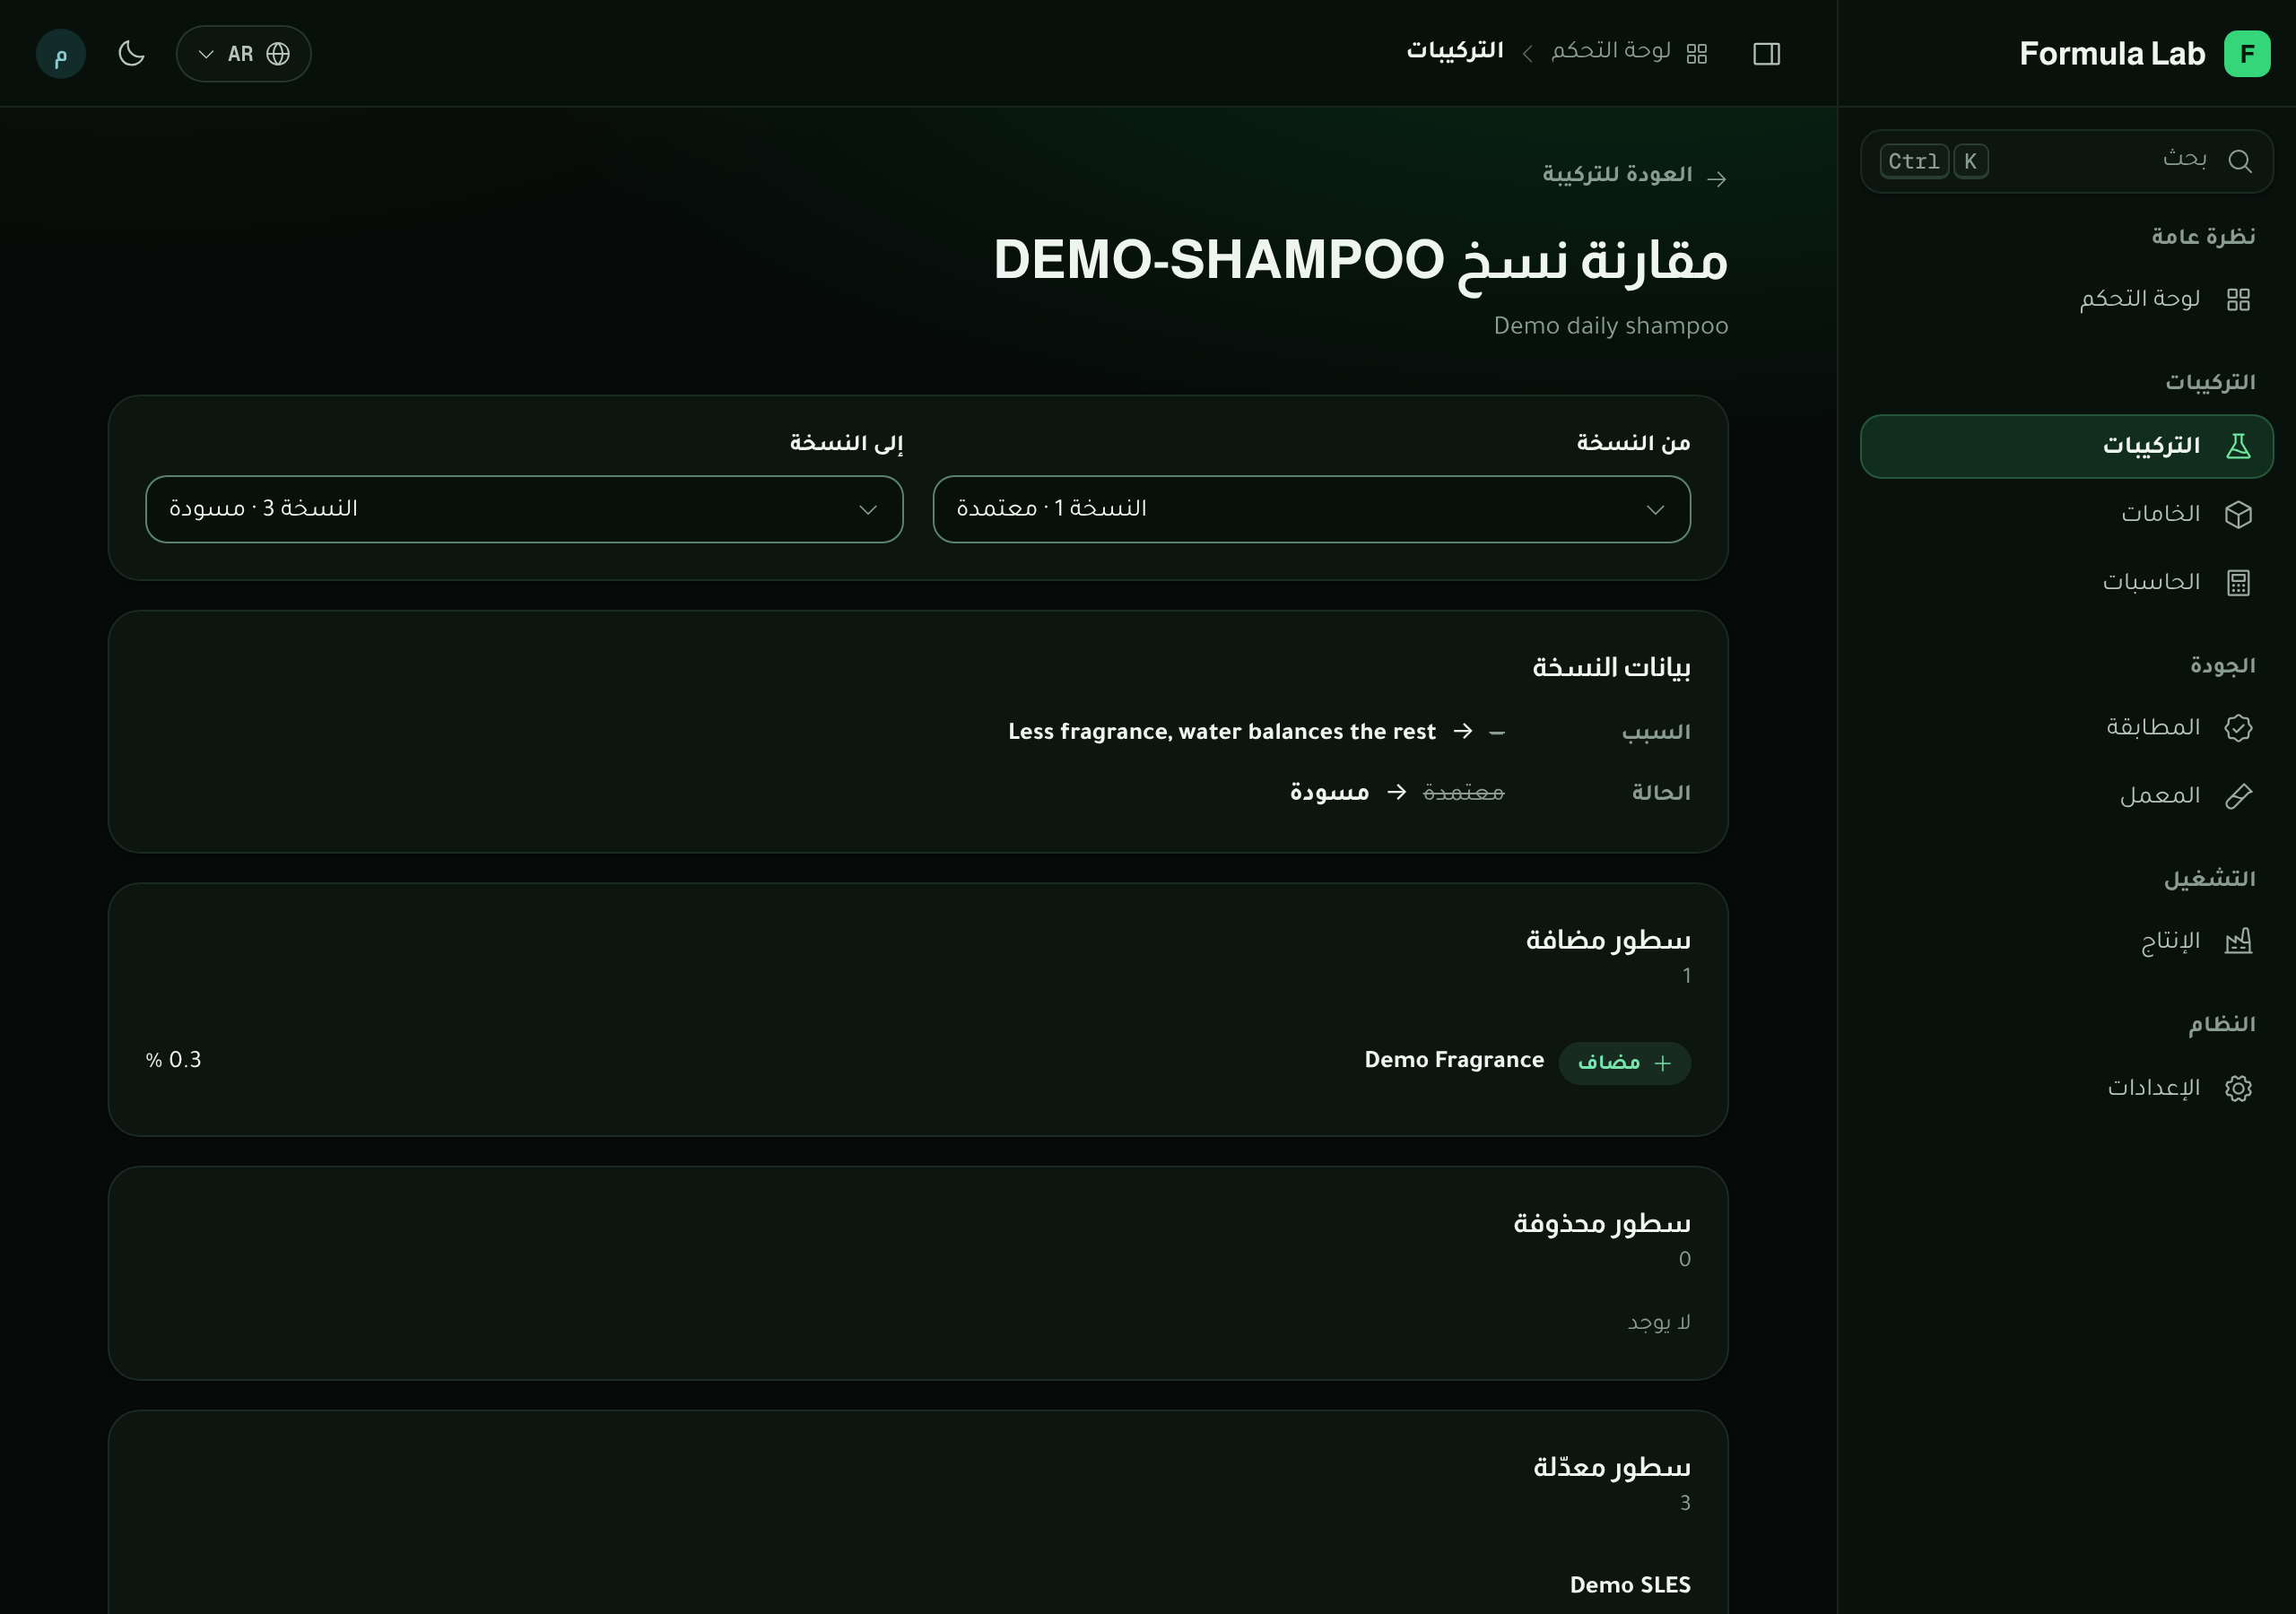 Formula Lab
F
بحث
Ctrl K
نظرة عامة
لوحة التحكم
التركيبات
التركيبات
الخامات
الحاسبات
الجودة
المطابقة
المعمل
التشغيل
الإنتاج
النظام
الإعدادات
لوحة التحكم
التركيبات
AR
م
→ العودة للتركيبة
مقارنة نسخ DEMO-SHAMPOO
Demo daily shampoo
من النسخة
النسخة 1 · معتمدة
إلى النسخة
النسخة 3 · مسودة
بيانات النسخة
السبب — → Less fragrance, water balances the rest
الحالة معتمدة → مسودة
سطور مضافة
1
+ مضاف Demo Fragrance 0.3 %
سطور محذوفة
0
لا يوجد
سطور معدّلة
3
Demo SLES